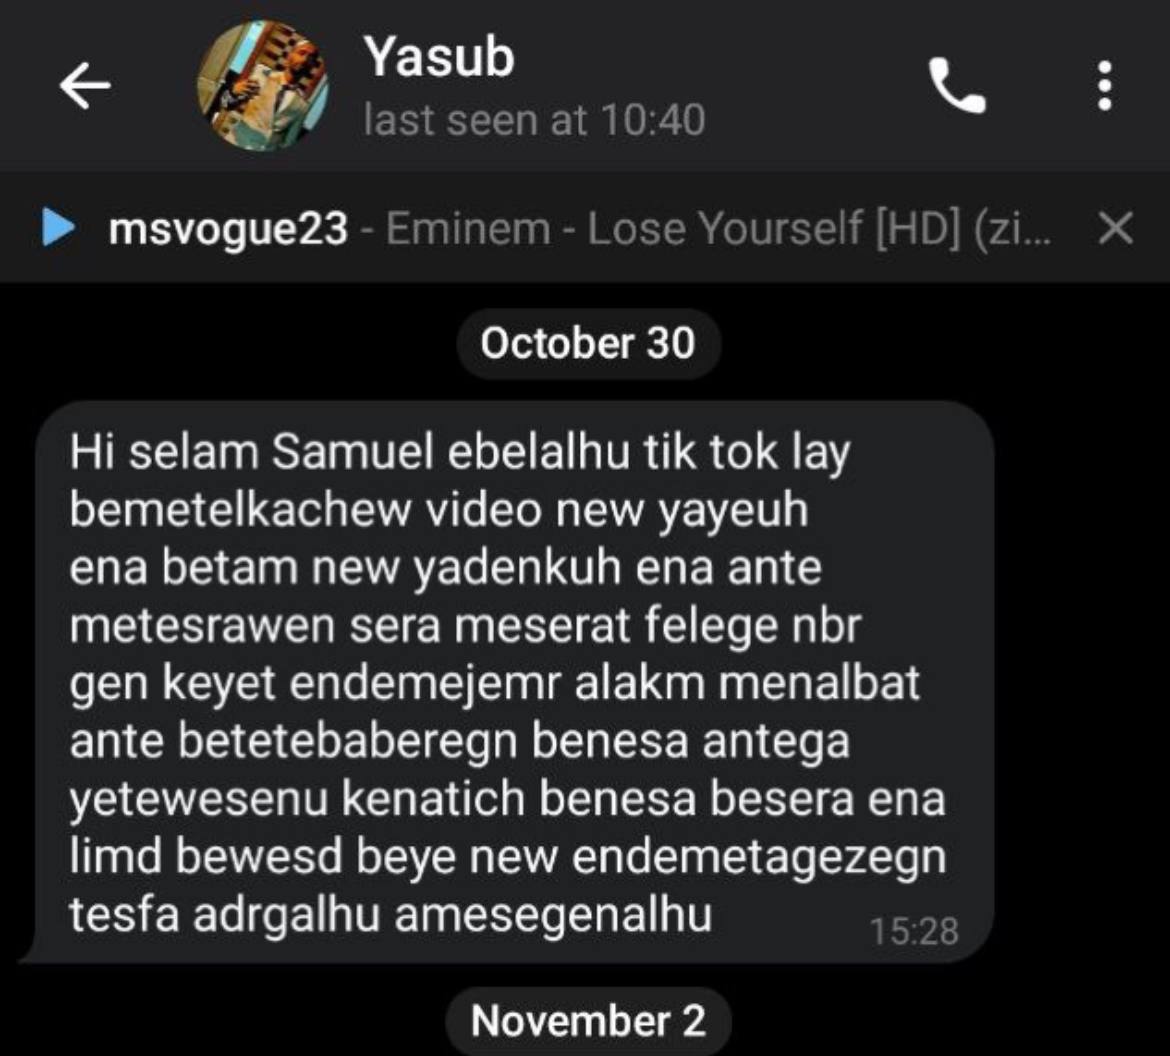 Yasub
last seen at 10:40
msvogue23 - Eminem - Lose Yourself [HD] (zi...
October 30
Hi selam Samuel ebelalhu tik tok lay
bemetelkachew video new yayeuh
ena betam new yadenkuh ena ante
metesrawen sera meserat felege nbr
gen keyet endemejemr alakm menalbat
ante betetebaberegn benesa antega
yetewesenu kenatich benesa besera ena
limd bewesd beye new endemetagezegn
tesfa adrgalhu amesegenalhu
15:28
November 2